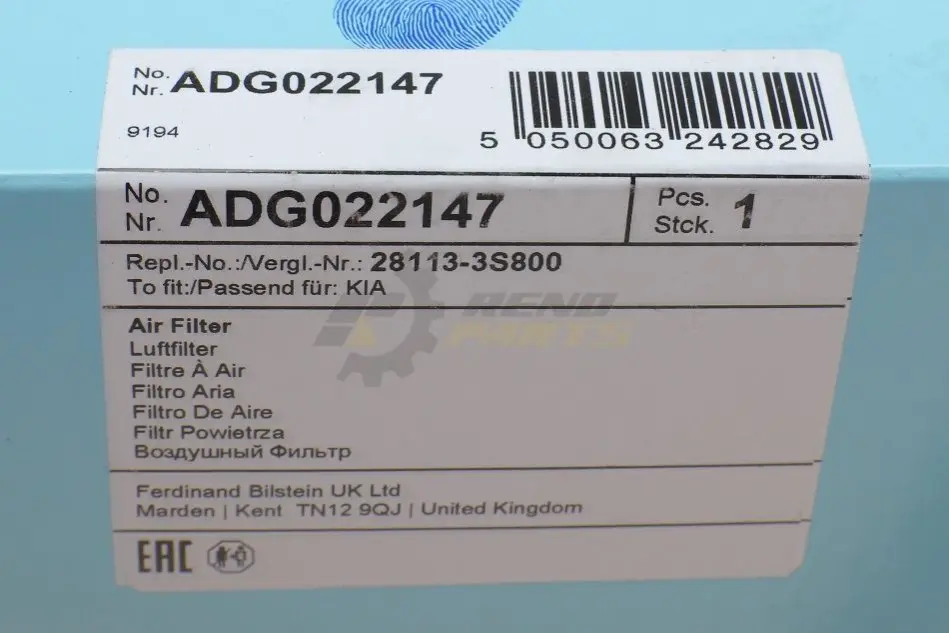 No.
Nr. ADG022147
9194
5 050063 242829
No.
Nr. ADG022147
Pcs.
Stck. 1
Repl.-No.:/Vergl.-Nr.: 28113-3S800
To fit:/Passend für: KIA
REND
PARTS
Air Filter
Luftfilter
Filtre À Air
Filtro Aria
Filtro De Aire
Filtr Powietrza
Воздушный Фильтр
Ferdinand Bilstein UK Ltd
Marden | Kent TN12 9QJ | United Kingdom
EAC